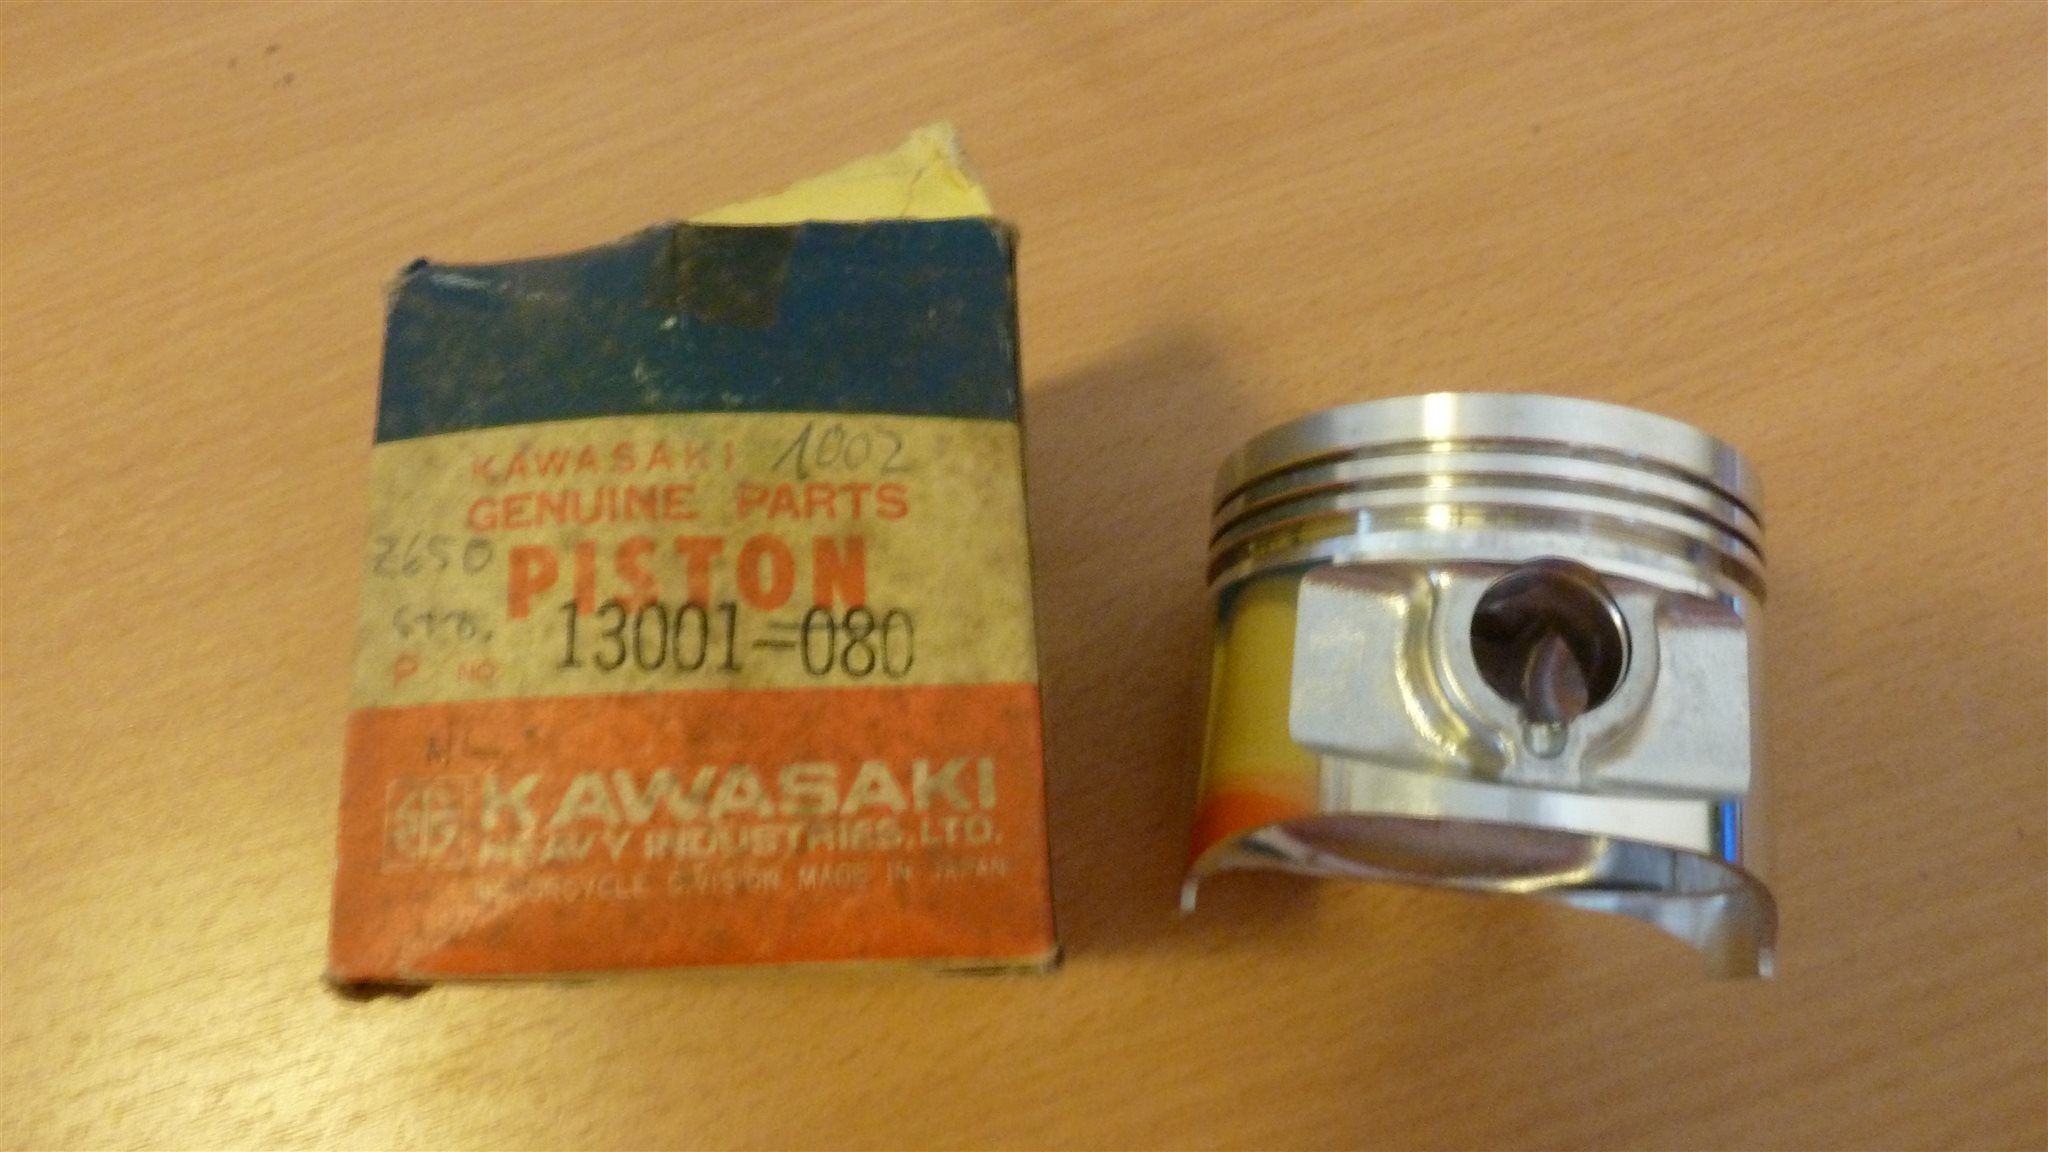 KAWASAKI 1002
GENUINE PARTS
Z650 PISTON
STD. 13001-080
P NO.
N/L
KAWASAKI
HEAVY INDUSTRIES, LTD.
MOTORCYCLE DIVISION MADE IN JAPAN